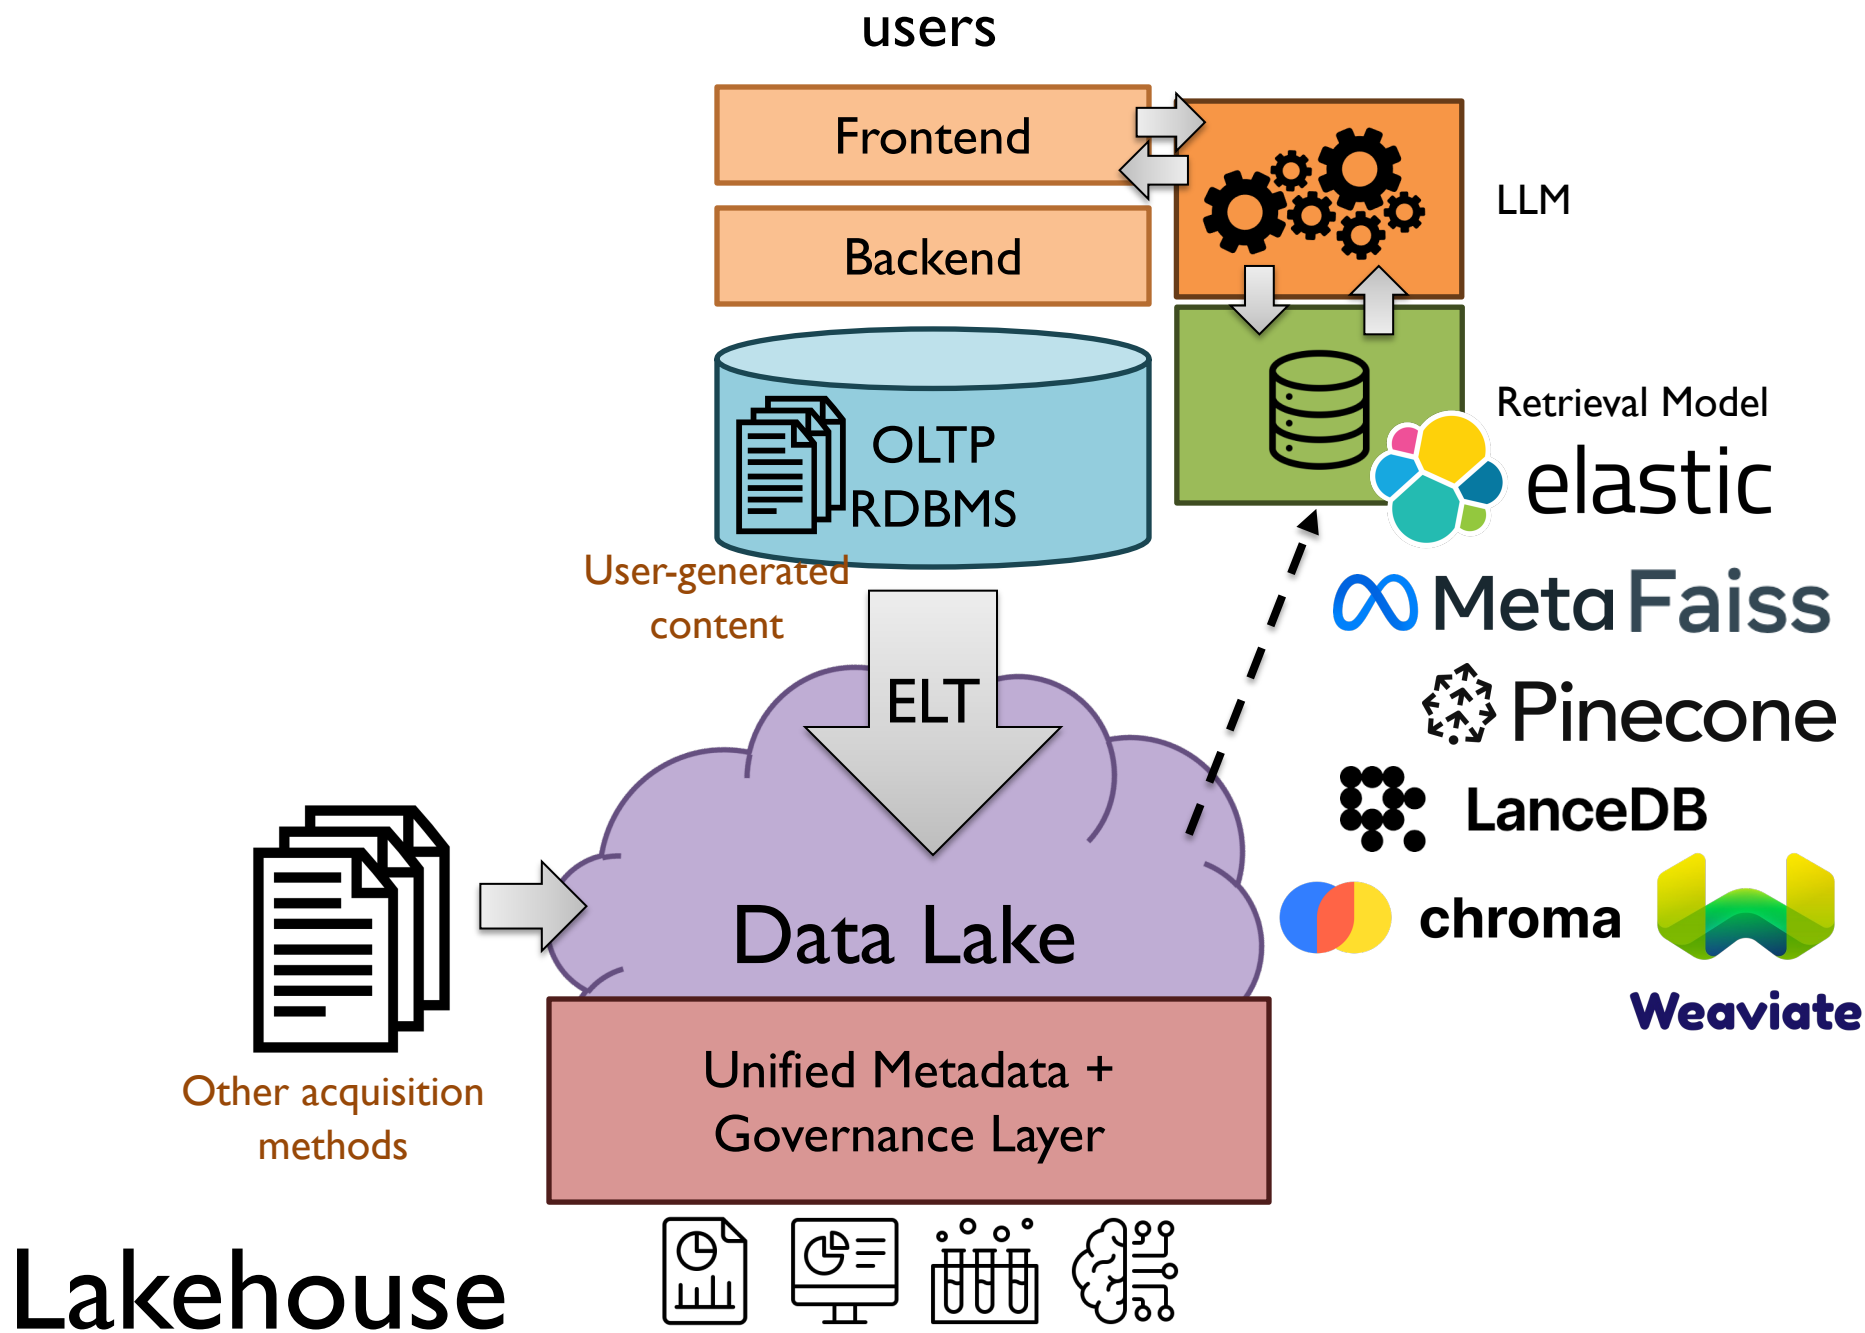 users
Frontend
Backend
LLM
OLTP
RDBMS
Retrieval Model
elastic
User-generated
content
Meta Faiss
ELT
Pinecone
LanceDB
Data Lake
chroma
Weaviate
Other acquisition
methods
Unified Metadata +
Governance Layer
Lakehouse